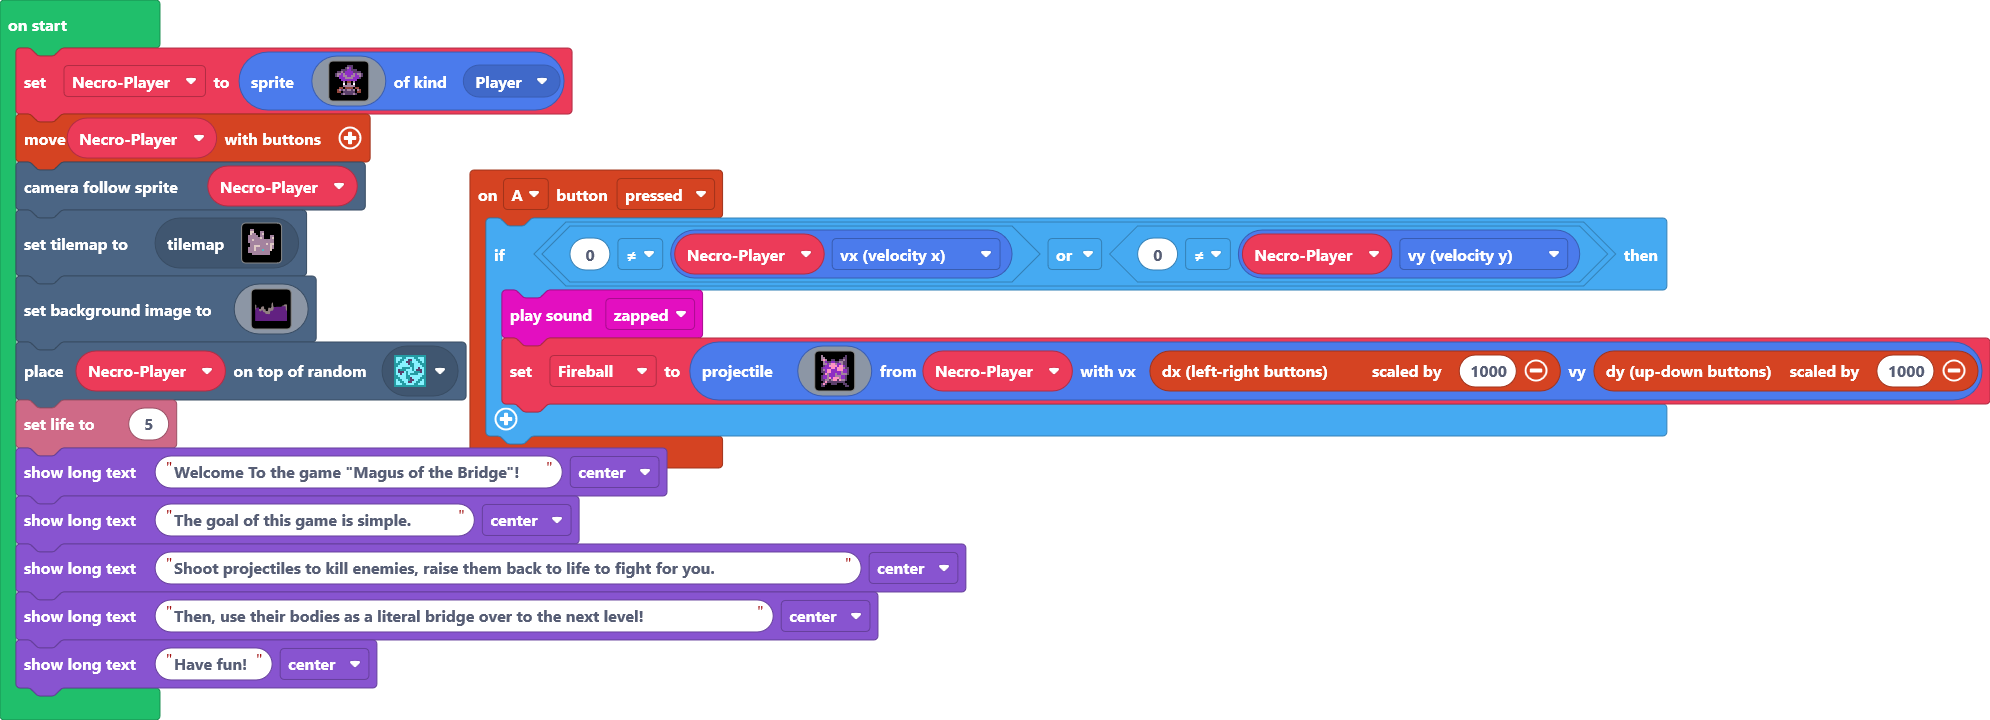 on start
set Necro-Player to sprite of kind Player
move Necro-Player with buttons
camera follow sprite Necro-Player
set tilemap to tilemap
set background image to
place Necro-Player on top of random
set life to 5
show long text "Welcome To the game "Magus of the Bridge"! " center
show long text "The goal of this game is simple. " center
show long text "Shoot projectiles to kill enemies, raise them back to life to fight for you. " center
show long text "Then, use their bodies as a literal bridge over to the next level! " center
show long text "Have fun! " center
on A button pressed
if 0 ≠ Necro-Player vx (velocity x) or 0 ≠ Necro-Player vy (velocity y) then
play sound zapped
set Fireball to projectile from Necro-Player with vx dx (left-right buttons) scaled by 1000 vy dy (up-down buttons) scaled by 1000